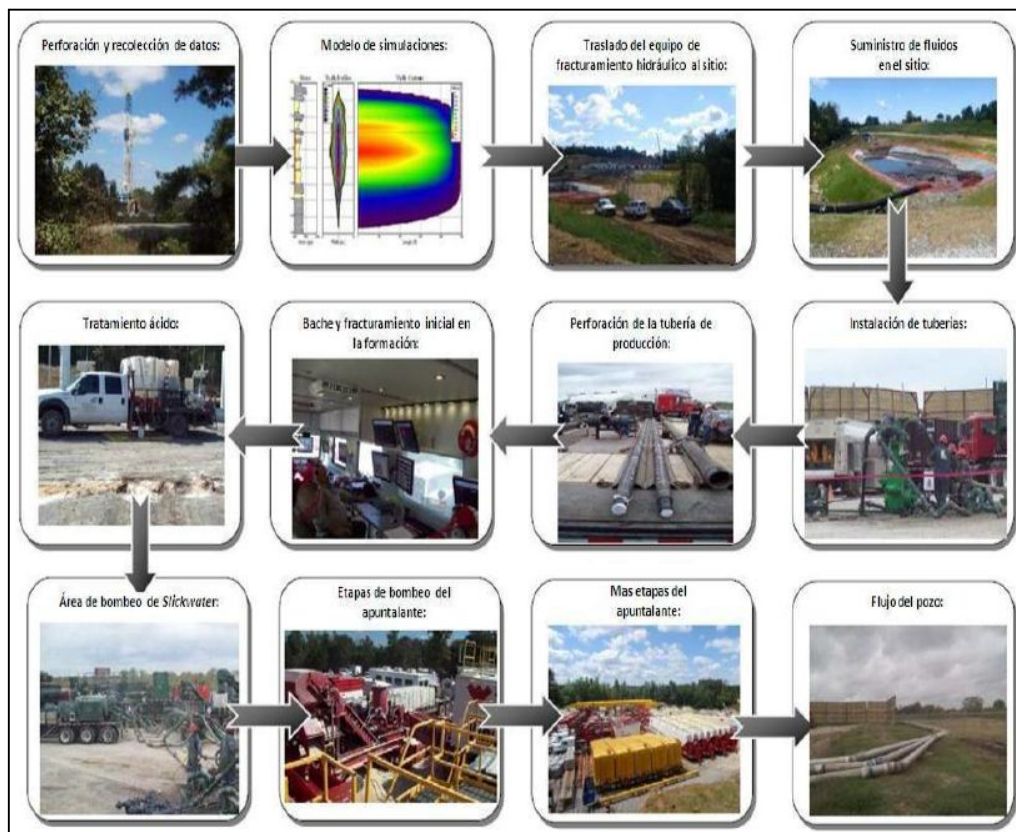 Perforación y recolección de datos:
Modelo de simulaciones:
Traslado del equipo de
fracturamiento hidráulico al sitio:
Suministro de fluidos
en el sitio:
Instalación de tuberias:
Perforación de la tubería de
producción:
Bache y fracturamiento inicial en
la formación:
Tratamiento ácido:
Área de bombeo de Slickwater:
Etapas de bombeo del
apuntalante:
Mas etapas del
apuntalante:
Flujo del pozo: